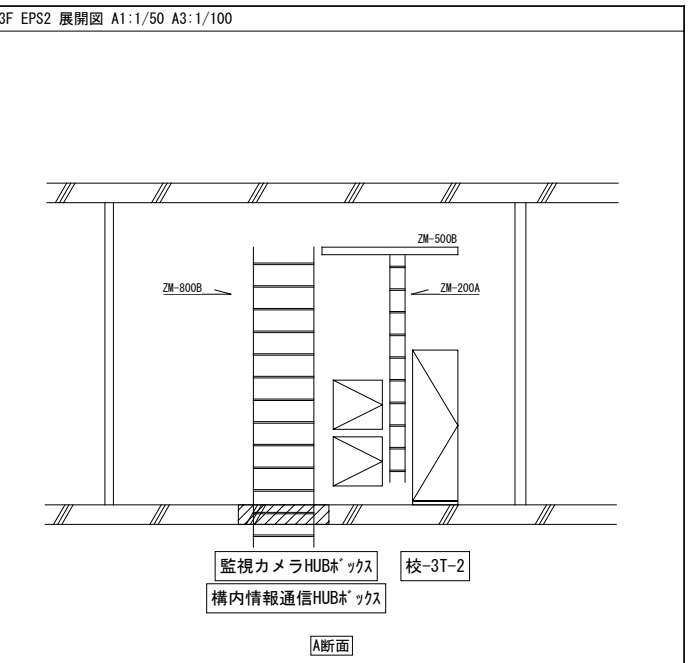 3F EPS2 展開図 A1:1/50 A3:1/100
ZM-500B
ZM-800B
ZM-200A
監視カメラHUBﾎﾞｯｸｽ
校-3T-2
構内情報通信HUBﾎﾞｯｸｽ
A断面